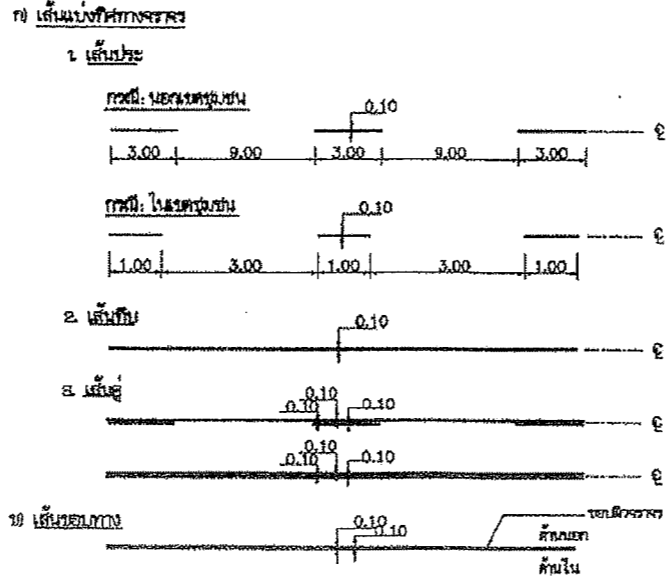 ก) เส้นแบ่งทิศทางจราจร
1. เส้นประ
กรณี: นอกเขตชุมชน
0.10
3.00 9.00 3.00 9.00 3.00
กรณี: ในเขตชุมชน
0.10
1.00 3.00 1.00 3.00 1.00
2. เส้นทึบ
0.10
3. เส้นคู่
0.10
0.10 0.10
0.10
0.10 0.10
ข) เส้นขอบทาง
0.10
0.10
ขอบผิวจราจร
ด้านนอก
ด้านใน